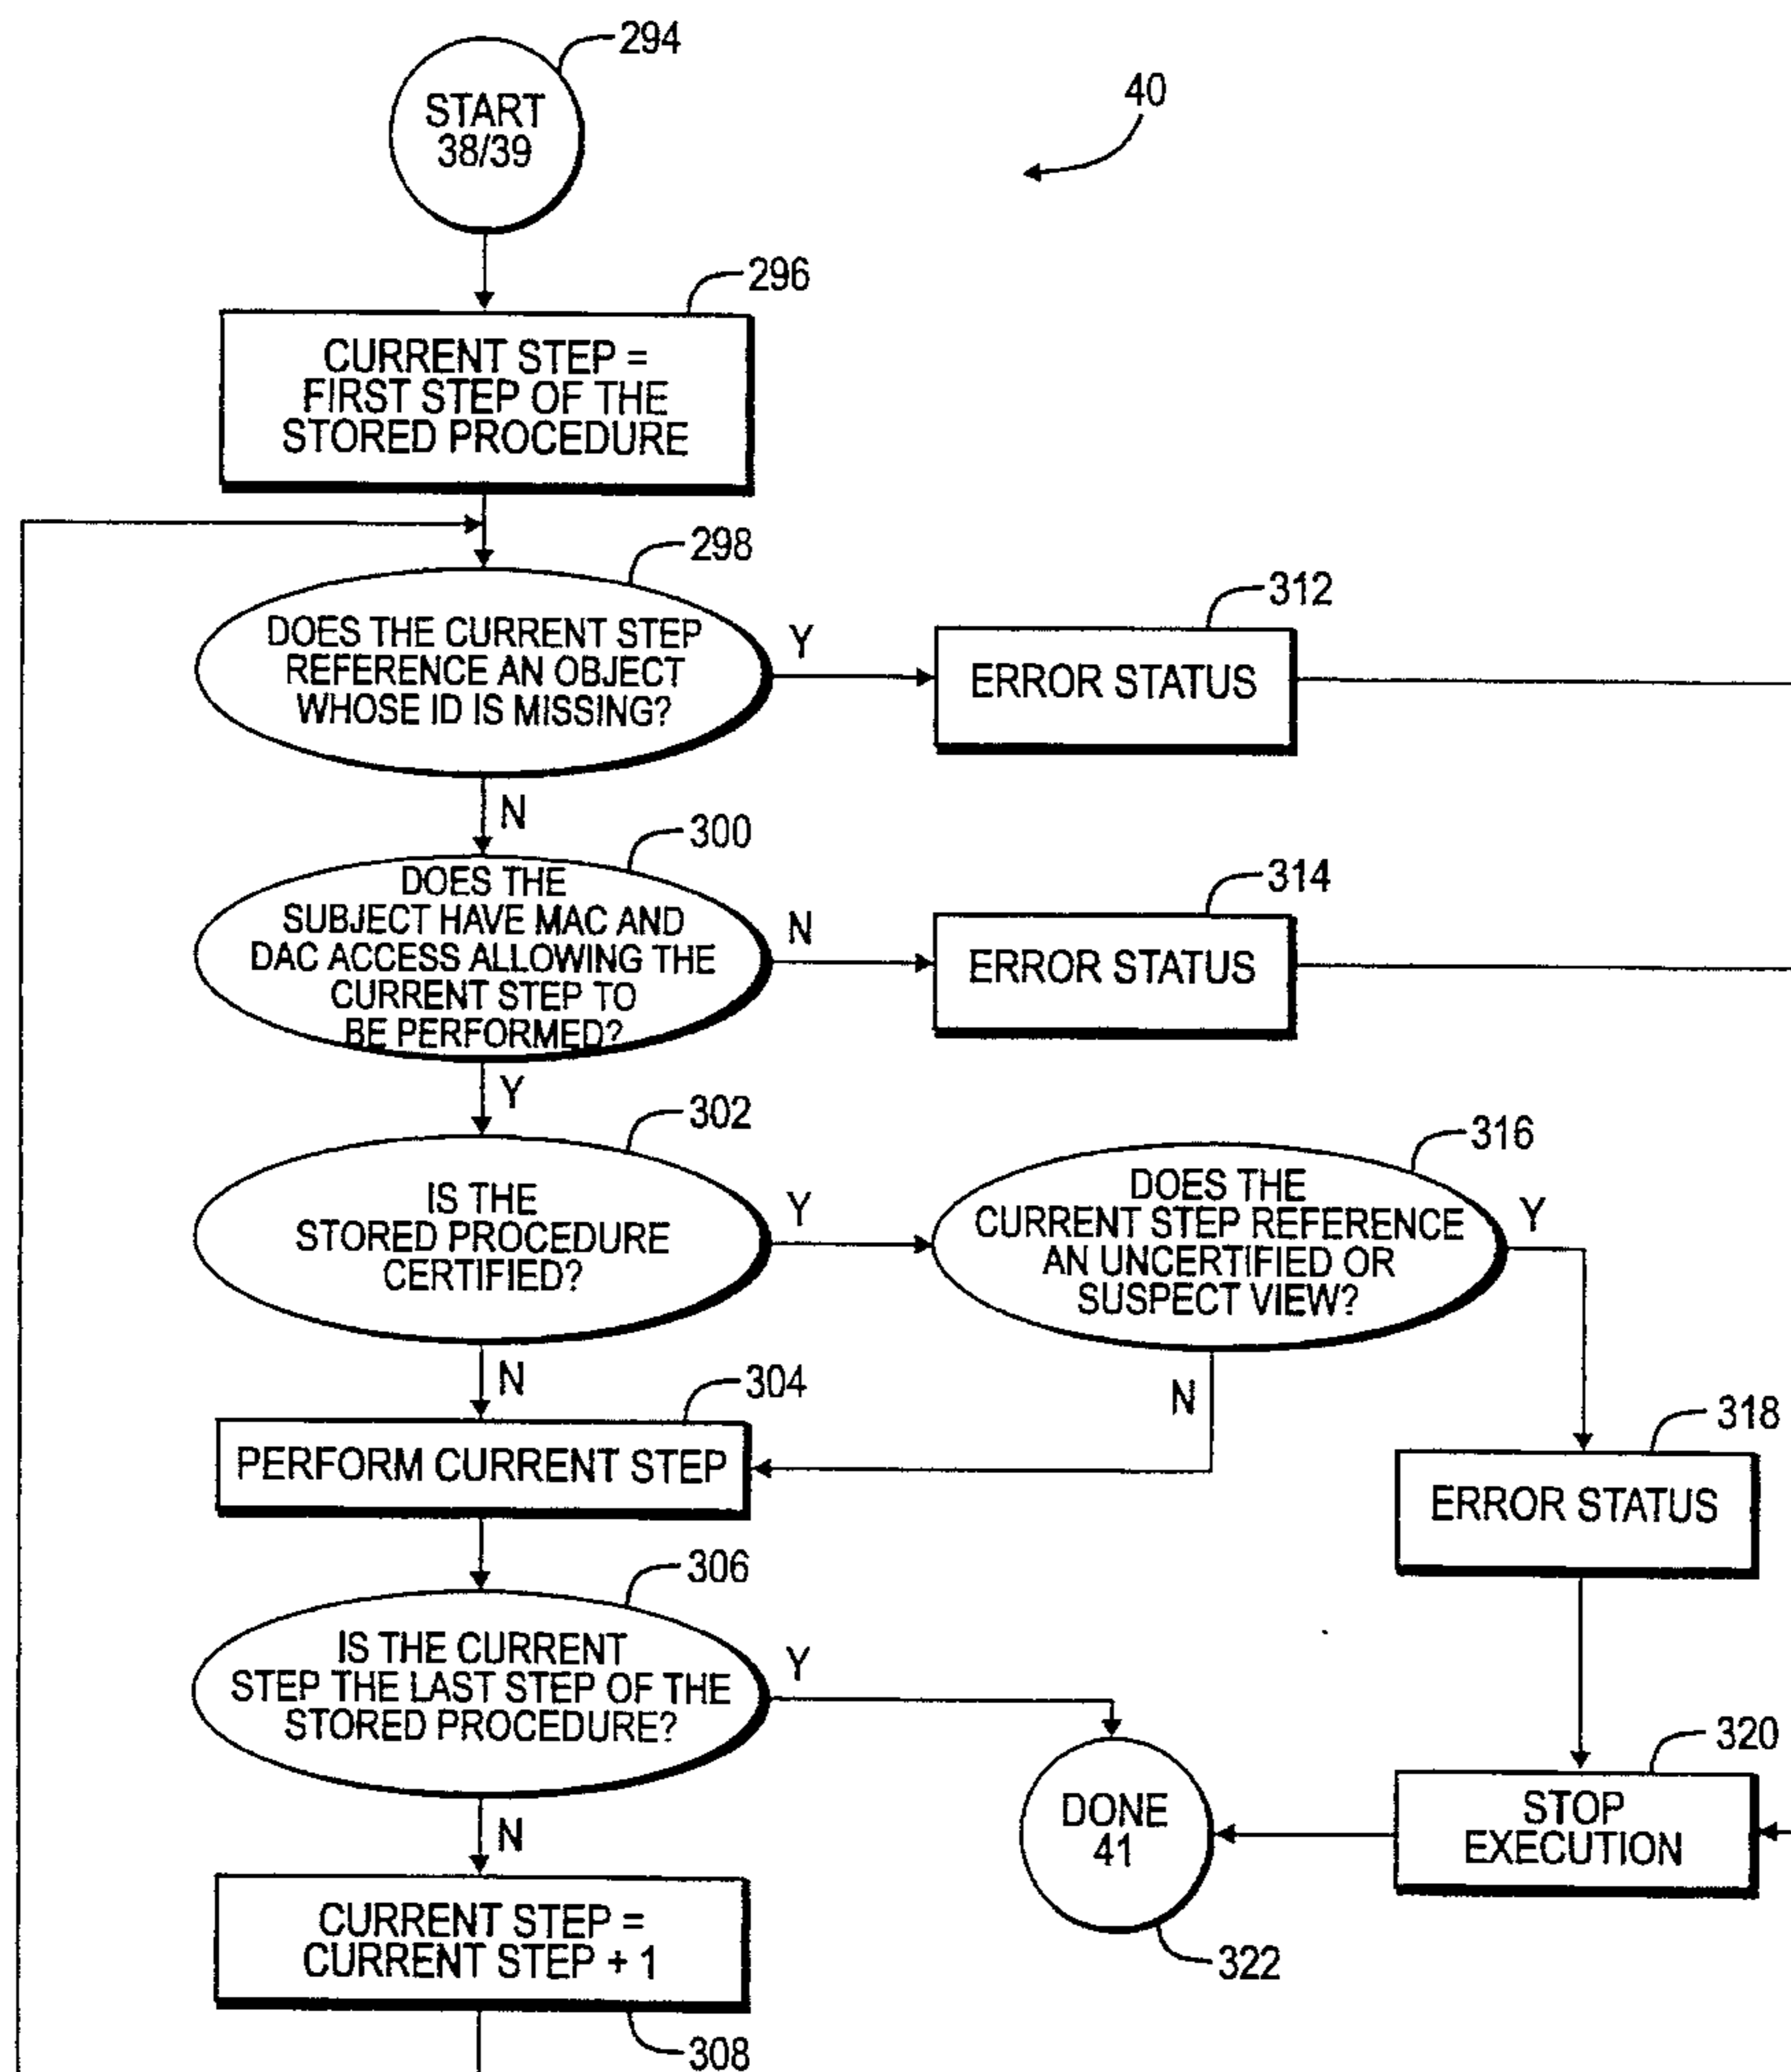 294
START
38/39
40
296
CURRENT STEP =
FIRST STEP OF THE
STORED PROCEDURE
298
DOES THE CURRENT STEP
REFERENCE AN OBJECT
WHOSE ID IS MISSING?
Y
312
ERROR STATUS
N
300
DOES THE
SUBJECT HAVE MAC AND
DAC ACCESS ALLOWING THE
CURRENT STEP TO
BE PERFORMED?
N
314
ERROR STATUS
Y
302
IS THE
STORED PROCEDURE
CERTIFIED?
Y
316
DOES THE
CURRENT STEP REFERENCE
AN UNCERTIFIED OR
SUSPECT VIEW?
Y
N
304
PERFORM CURRENT STEP
N
318
ERROR STATUS
306
IS THE CURRENT
STEP THE LAST STEP OF THE
STORED PROCEDURE?
Y
320
STOP
EXECUTION
DONE
41
322
N
CURRENT STEP =
CURRENT STEP + 1
308